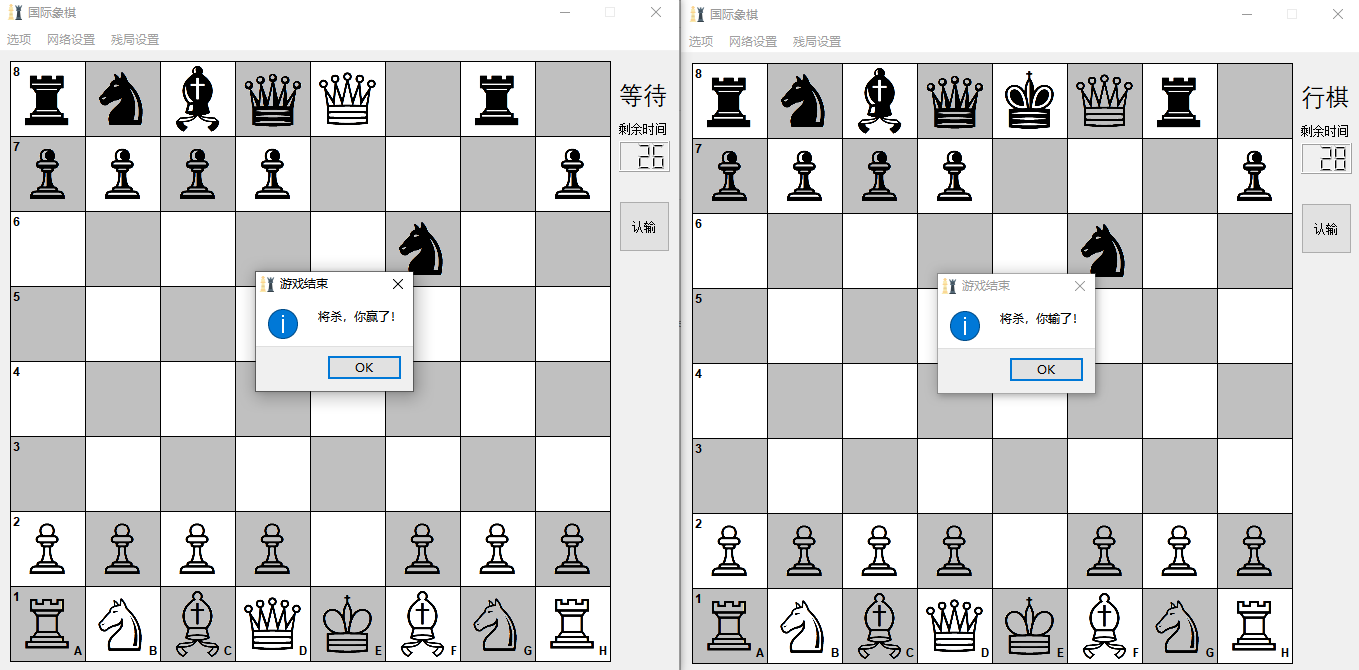 国际象棋
选项 网络设置 残局设置
8
7
6
5
4
3
2
1
A B C D E F G H
等待
剩余时间
26
认输
游戏结束
将杀，你赢了！
OK
国际象棋
选项 网络设置 残局设置
8
7
6
5
4
3
2
1
A B C D E F G H
行棋
剩余时间
28
认输
游戏结束
将杀，你输了！
OK